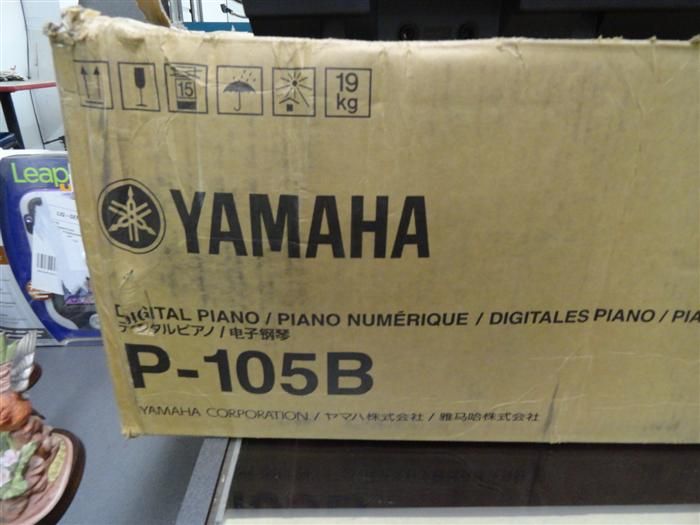 15
19
kg
YAMAHA
DIGITAL PIANO / PIANO NUMÉRIQUE / DIGITALES PIANO / PIA
デジタルピアノ / 电子钢琴
P-105B
YAMAHA CORPORATION / ヤマハ株式会社 / 雅马哈株式会社
Leap